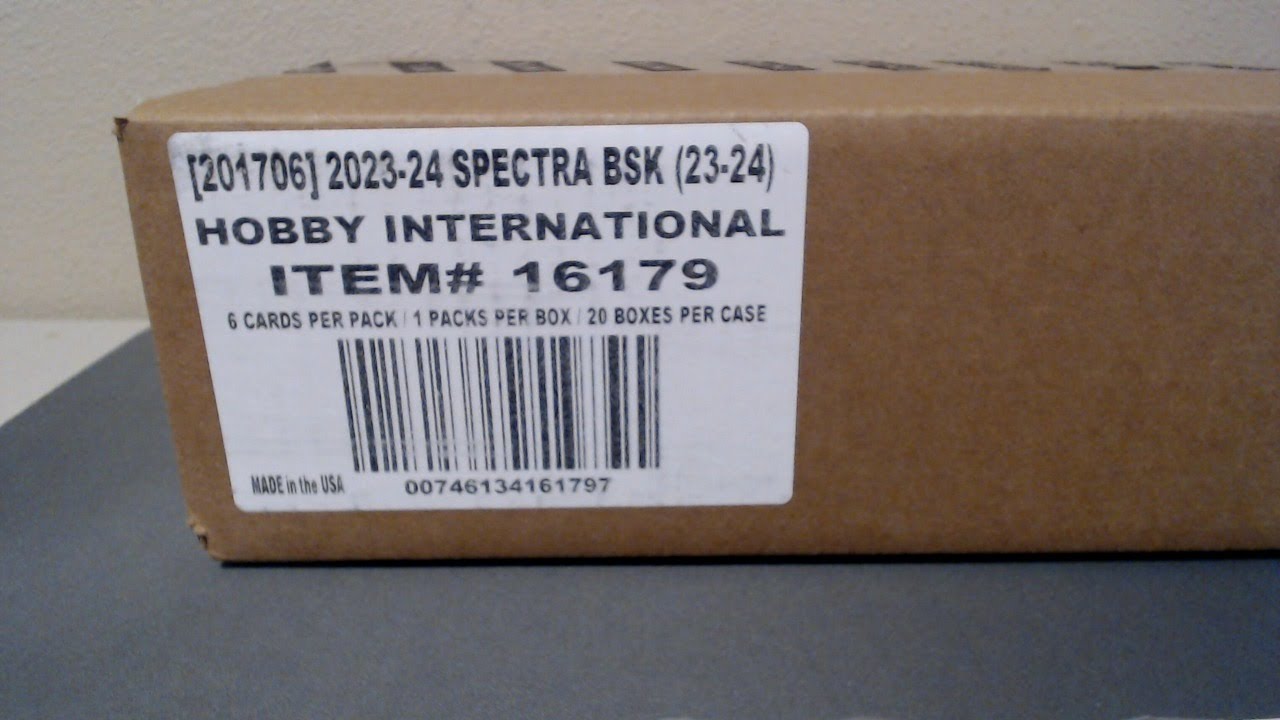 [201706] 2023-24 SPECTRA BSK (23-24)
HOBBY INTERNATIONAL
ITEM# 16179
6 CARDS PER PACK / 1 PACKS PER BOX / 20 BOXES PER CASE
MADE in the USA
00746134161797